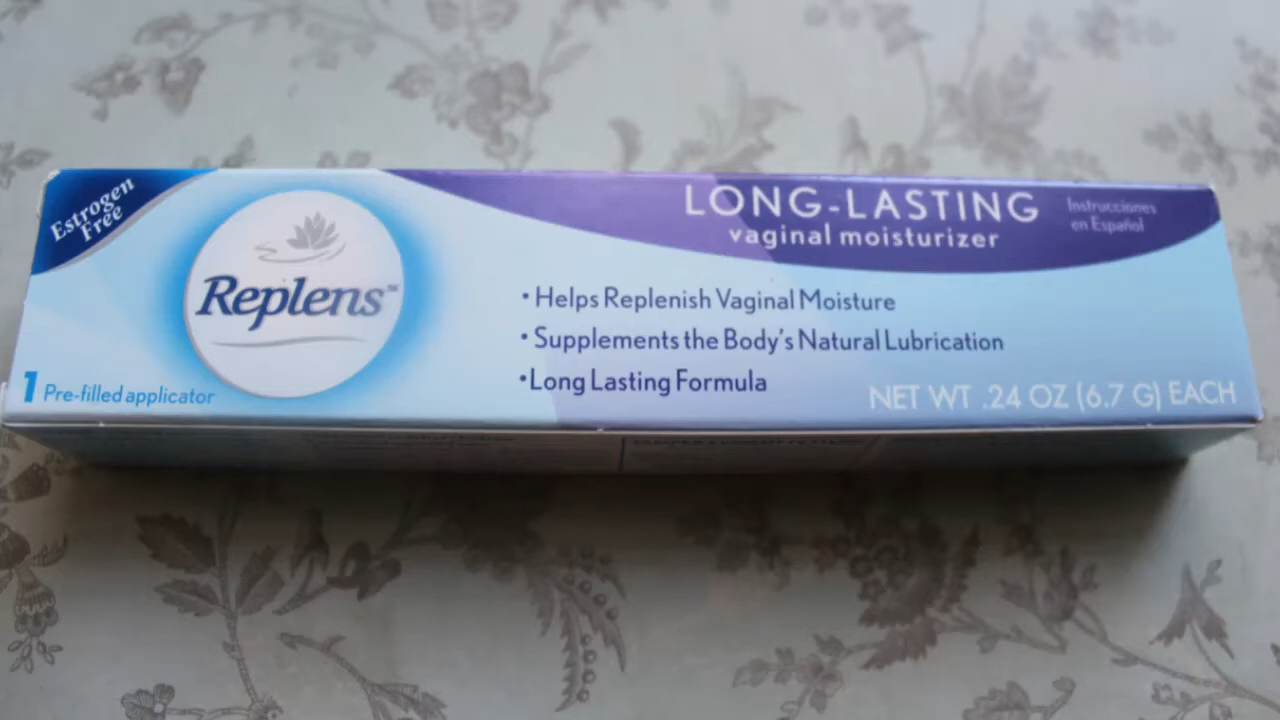 Estrogen
Free
Replens™
1 Pre-filled applicator
LONG-LASTING
vaginal moisturizer
Instrucciones
en Español
• Helps Replenish Vaginal Moisture
• Supplements the Body's Natural Lubrication
• Long Lasting Formula
NET WT .24 OZ (6.7 G) EACH